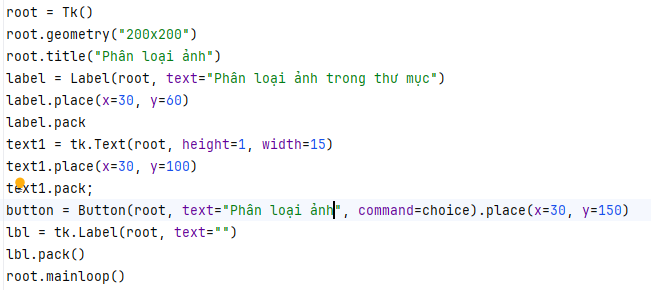 root = Tk()
root.geometry("200x200")
root.title("Phân loại ảnh")
label = Label(root, text="Phân loại ảnh trong thư mục")
label.place(x=30, y=60)
label.pack
text1 = tk.Text(root, height=1, width=15)
text1.place(x=30, y=100)
text1.pack;
button = Button(root, text="Phân loại ảnh", command=choice).place(x=30, y=150)
lbl = tk.Label(root, text="")
lbl.pack()
root.mainloop()